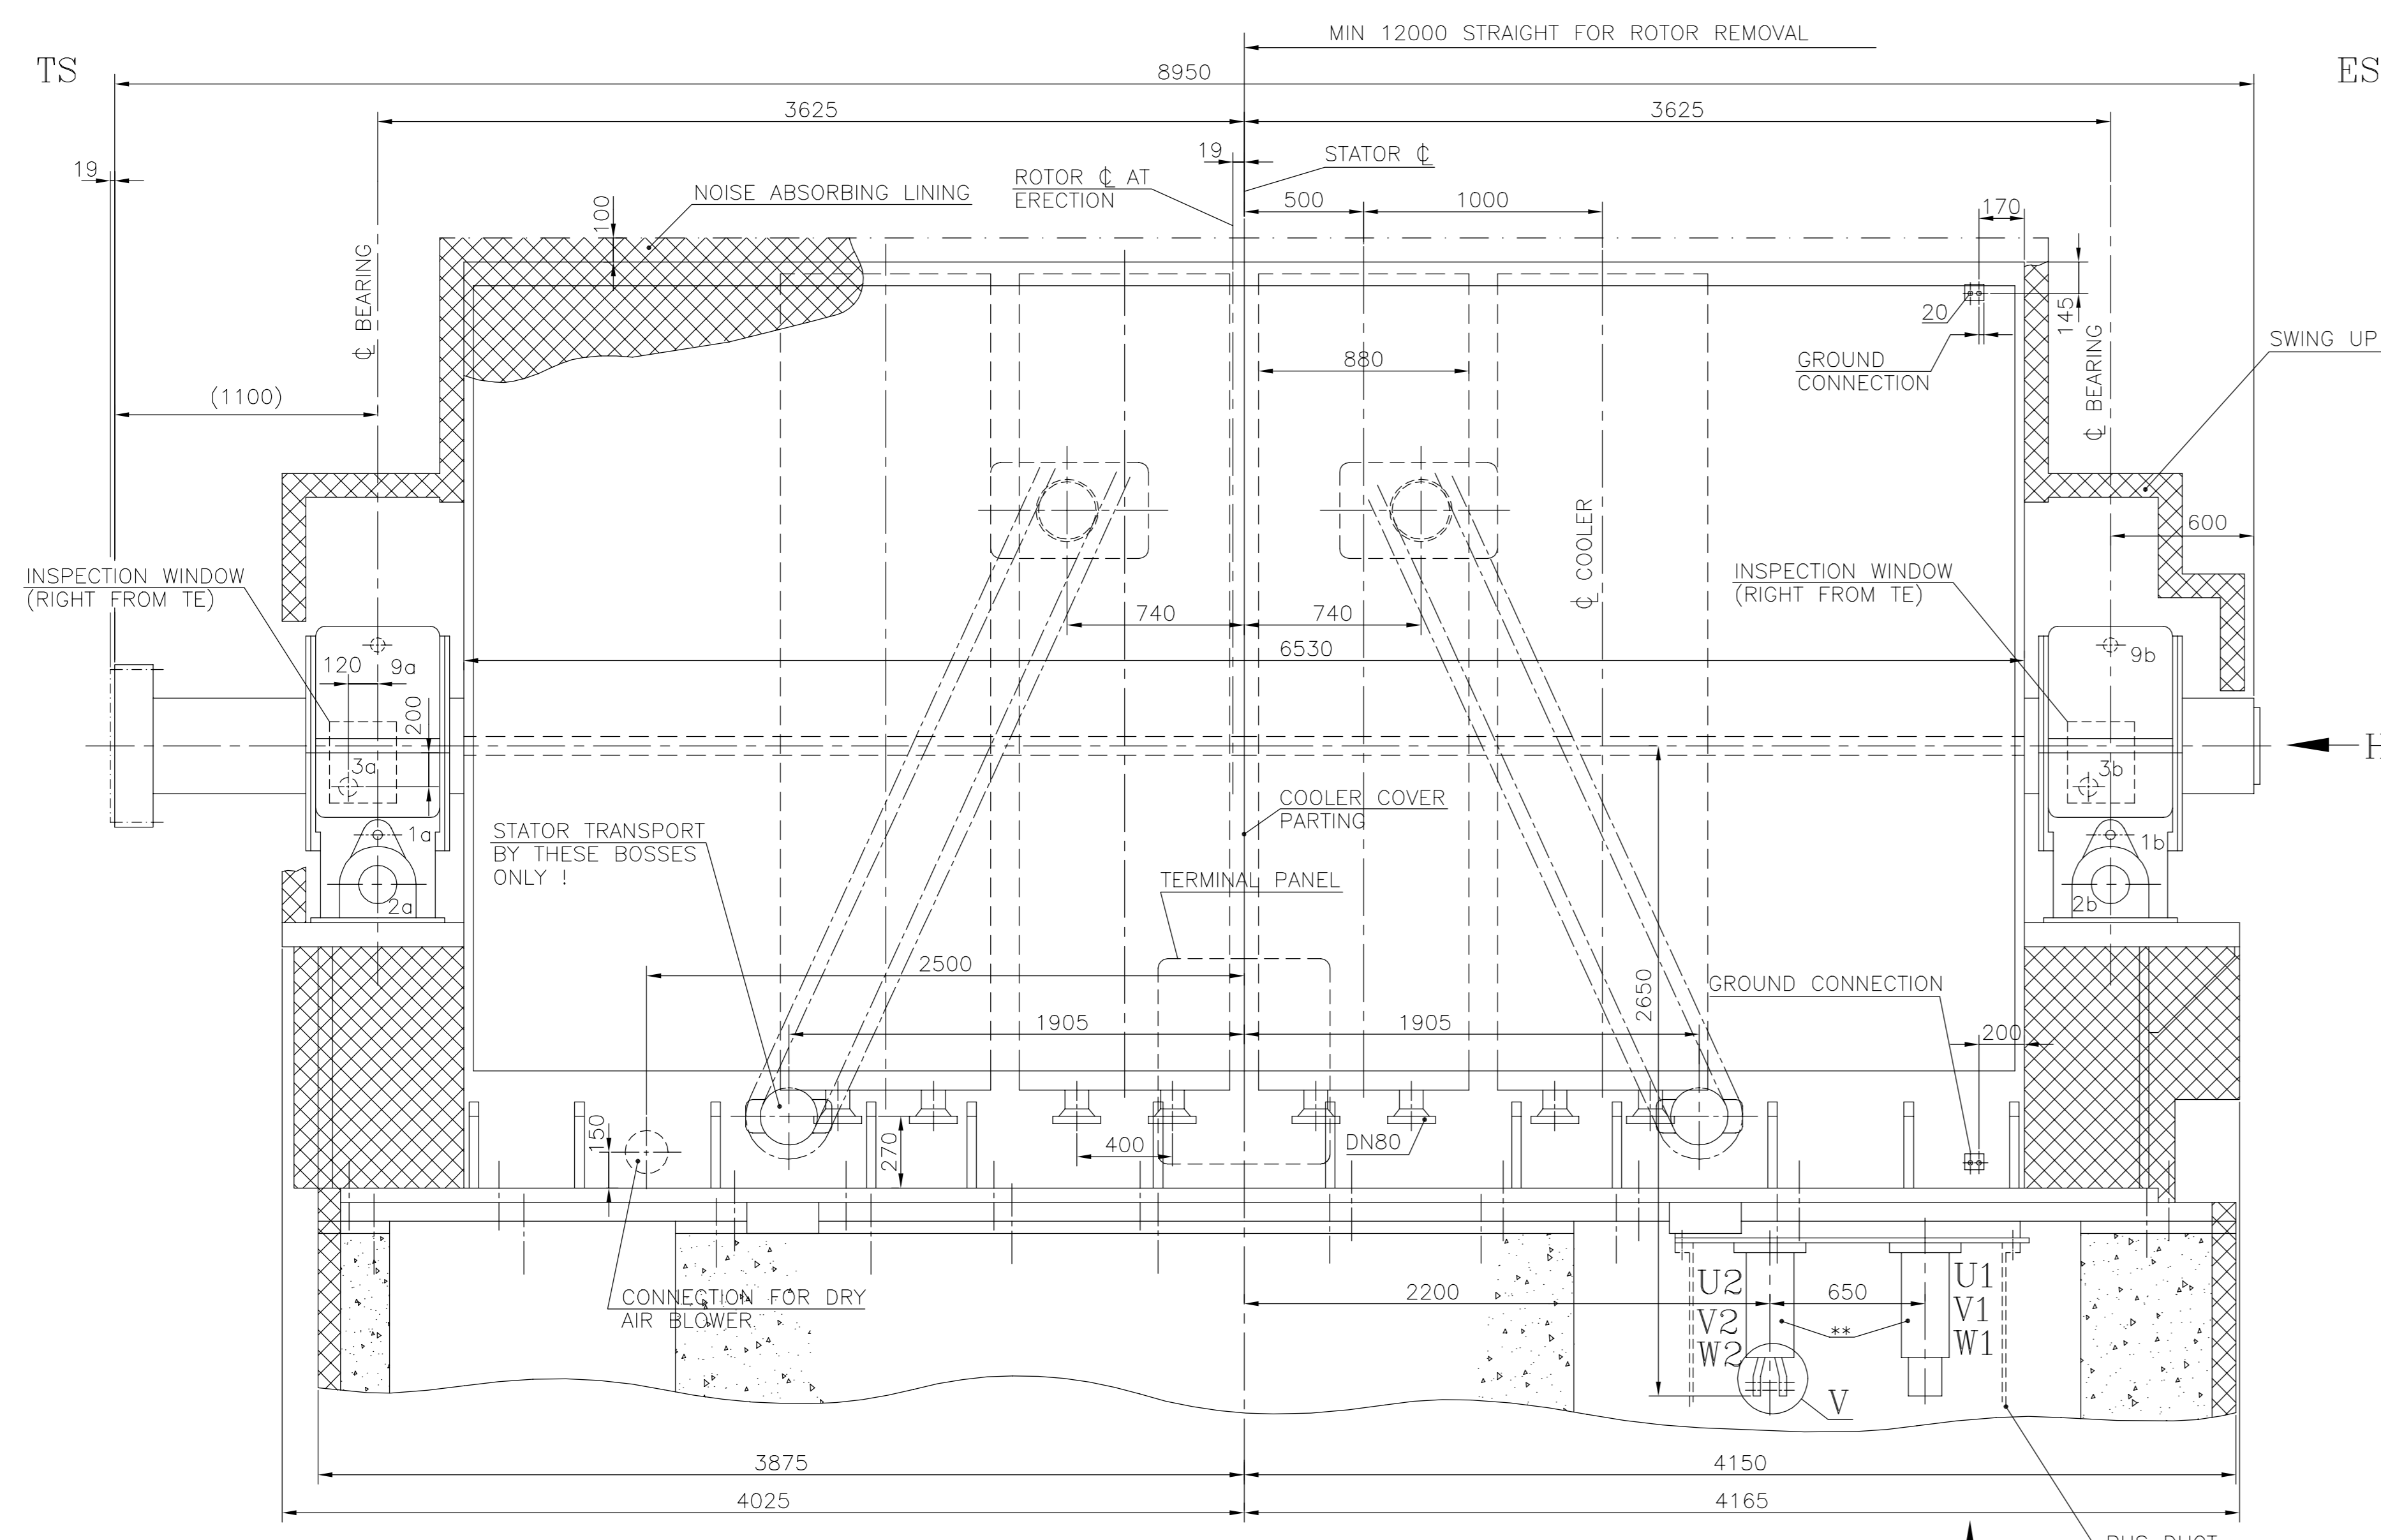 MIN 12000 STRAIGHT FOR ROTOR REMOVAL
TS
ES
8950
3625
3625
19
19
STATOR ℄
ROTOR ℄ AT
ERECTION
NOISE ABSORBING LINING
100
500
1000
170
℄ BEARING
20
145
GROUND
CONNECTION
℄ BEARING
SWING UP
880
(1100)
℄ COOLER
600
INSPECTION WINDOW
(RIGHT FROM TE)
INSPECTION WINDOW
(RIGHT FROM TE)
740
740
6530
120
9a
9b
200
3a
3b
COOLER COVER
PARTING
STATOR TRANSPORT
BY THESE BOSSES
ONLY !
1a
1b
TERMINAL PANEL
2a
2b
2500
2650
GROUND CONNECTION
1905
1905
200
150
270
400
DN80
CONNECTION FOR DRY
AIR BLOWER
2200
650
U2
V2
W2
U1
V1
W1
**
V
3875
4150
4025
4165